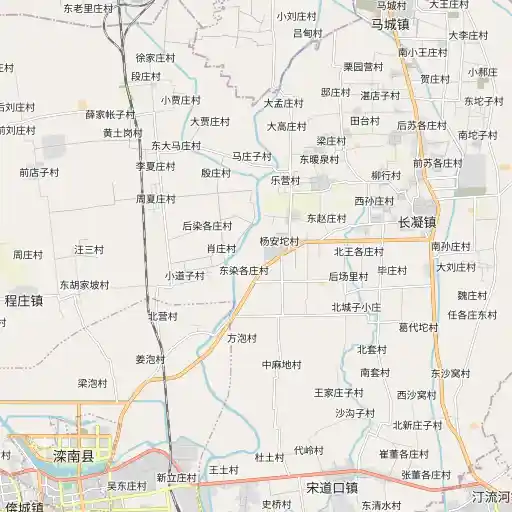 东老里庄村
小刘庄村
马城村
大王庄村
吕甸村
马城镇
大李庄村
南小王庄村
徐家庄村
段庄村
栗园营村
贺庄村
小郝庄
小贾庄村
大孟庄村
邸庄村
湛店子村
东坨子村
后刘庄村
薛家帐子村
大贾庄村
大高庄村
田台村
后苏各庄村
前刘庄村
黄土岗村
梁庄村
南坨子村
东大马庄村
马庄子村
东暖泉村
前苏各庄村
前店子村
李夏庄村
殷庄村
乐营村
柳行村
周夏庄村
西孙庄村
后染各庄村
东赵庄村
长凝镇
周庄村
汪三村
肖庄村
杨安坨村
北王各庄村
南孙庄村
小道子村
东染各庄村
后场里村
毕庄村
大刘庄村
东胡家坡村
程庄镇
魏庄村
北营村
北城子小庄
任各庄东村
葛代坨村
方泡村
姜泡村
北套村
中麻地村
南套村
东沙窝村
梁泡村
王家庄子村
西沙窝村
沙沟子村
北新庄子村
滦南县
代岭村
杜土村
崔董各庄村
王土村
张董各庄村
新立庄村
吴东庄村
宋道口镇
倴城镇
史桥村
东清水村
汀流河